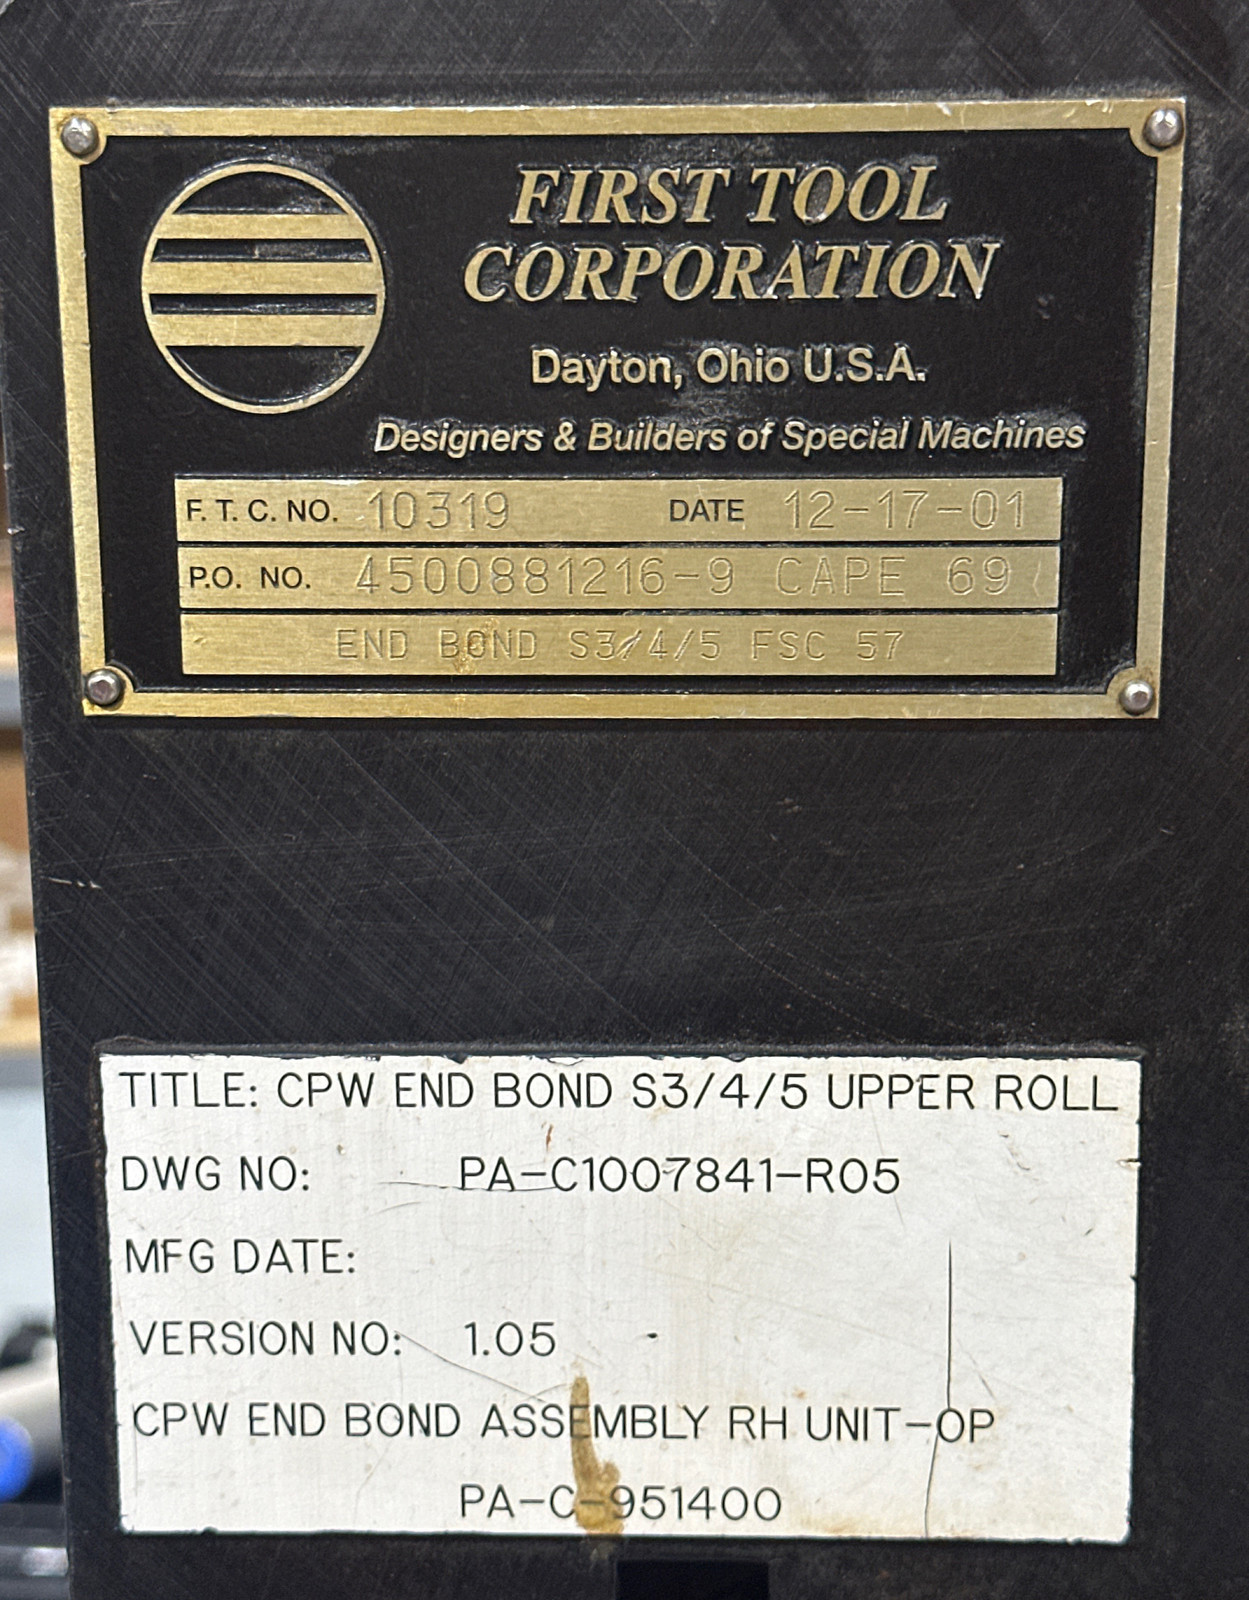 FIRST TOOL
CORPORATION
Dayton, Ohio U.S.A.
Designers & Builders of Special Machines
F. T. C. NO. 10319 DATE 12-17-01
P.O. NO. 4500881216-9 CAPE 69
END BOND S3/4/5 FSC 57
TITLE: CPW END BOND S3/4/5 UPPER ROLL
DWG NO: PA-C1007841-R05
MFG DATE:
VERSION NO: 1.05
CPW END BOND ASSEMBLY RH UNIT-OP
PA-C-951400